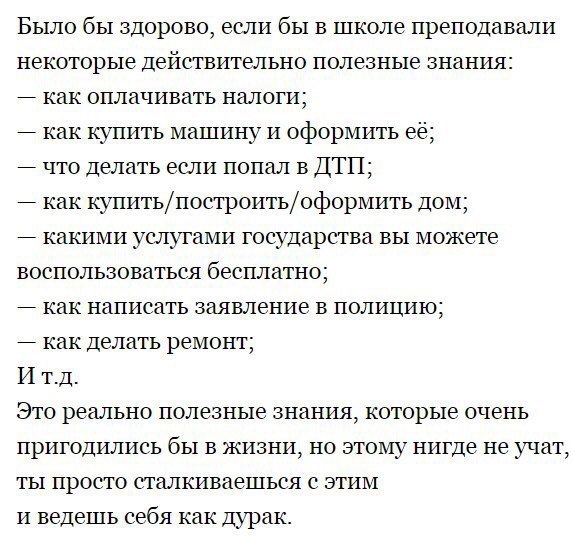 Было бы здорово, если бы в школе преподавали
некоторые действительно полезные знания:
— как оплачивать налоги;
— как купить машину и оформить её;
— что делать если попал в ДТП;
— как купить/построить/оформить дом;
— какими услугами государства вы можете
воспользоваться бесплатно;
— как написать заявление в полицию;
— как делать ремонт;
И т.д.
Это реально полезные знания, которые очень
пригодились бы в жизни, но этому нигде не учат,
ты просто сталкиваешься с этим
и ведешь себя как дурак.